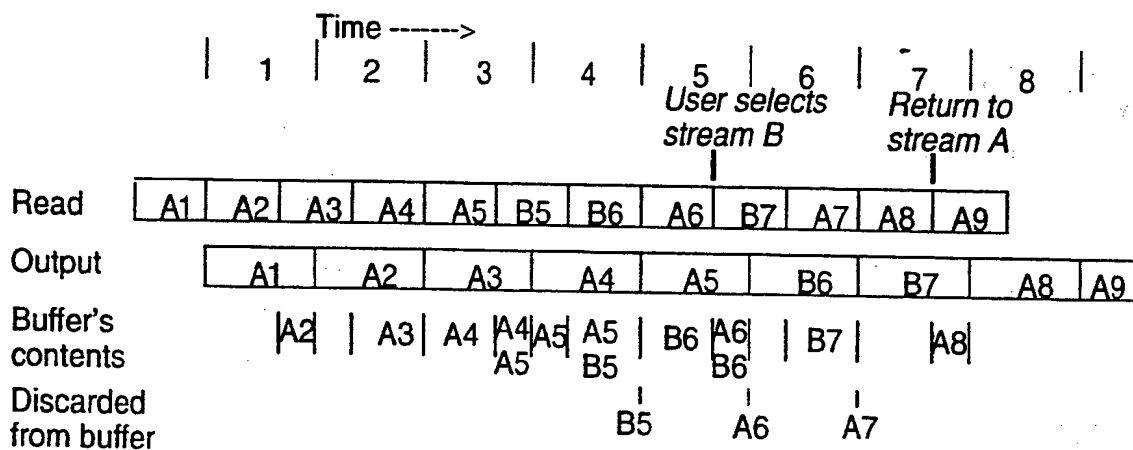 Time ------->
1 2 3 4 5 6 7 8
User selects Return to
stream B stream A
Read A1 A2 A3 A4 A5 B5 B6 A6 B7 A7 A8 A9
Output A1 A2 A3 A4 A5 B6 B7 A8 A9
Buffer's A2 A3 A4 A4 A5 A5 B6 A6 B7 A8
contents A5 B5 B6
Discarded
from buffer B5 A6 A7